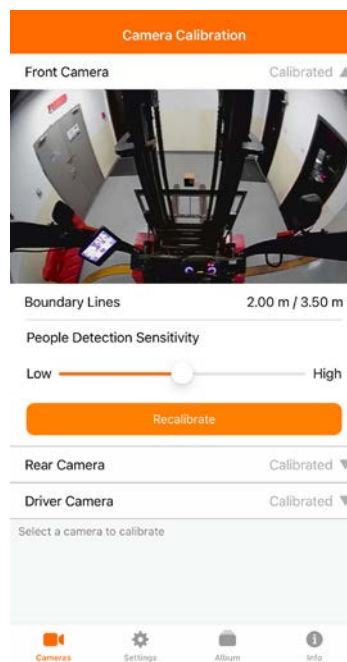 Camera Calibration
Front Camera Calibrated
Boundary Lines 2.00 m / 3.50 m
People Detection Sensitivity
Low High
Recalibrate
Rear Camera Calibrated
Driver Camera Calibrated
Select a camera to calibrate
Cameras Settings Album Info